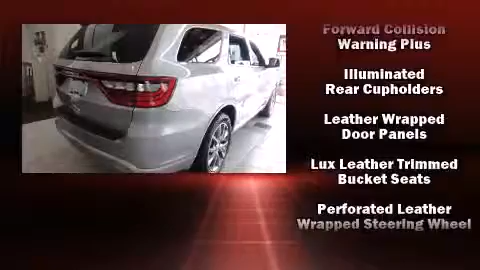 Forward Collision
Warning Plus
Illuminated
Rear Cupholders
Leather Wrapped
Door Panels
Lux Leather Trimmed
Bucket Seats
Perforated Leather
Wrapped Steering Wheel